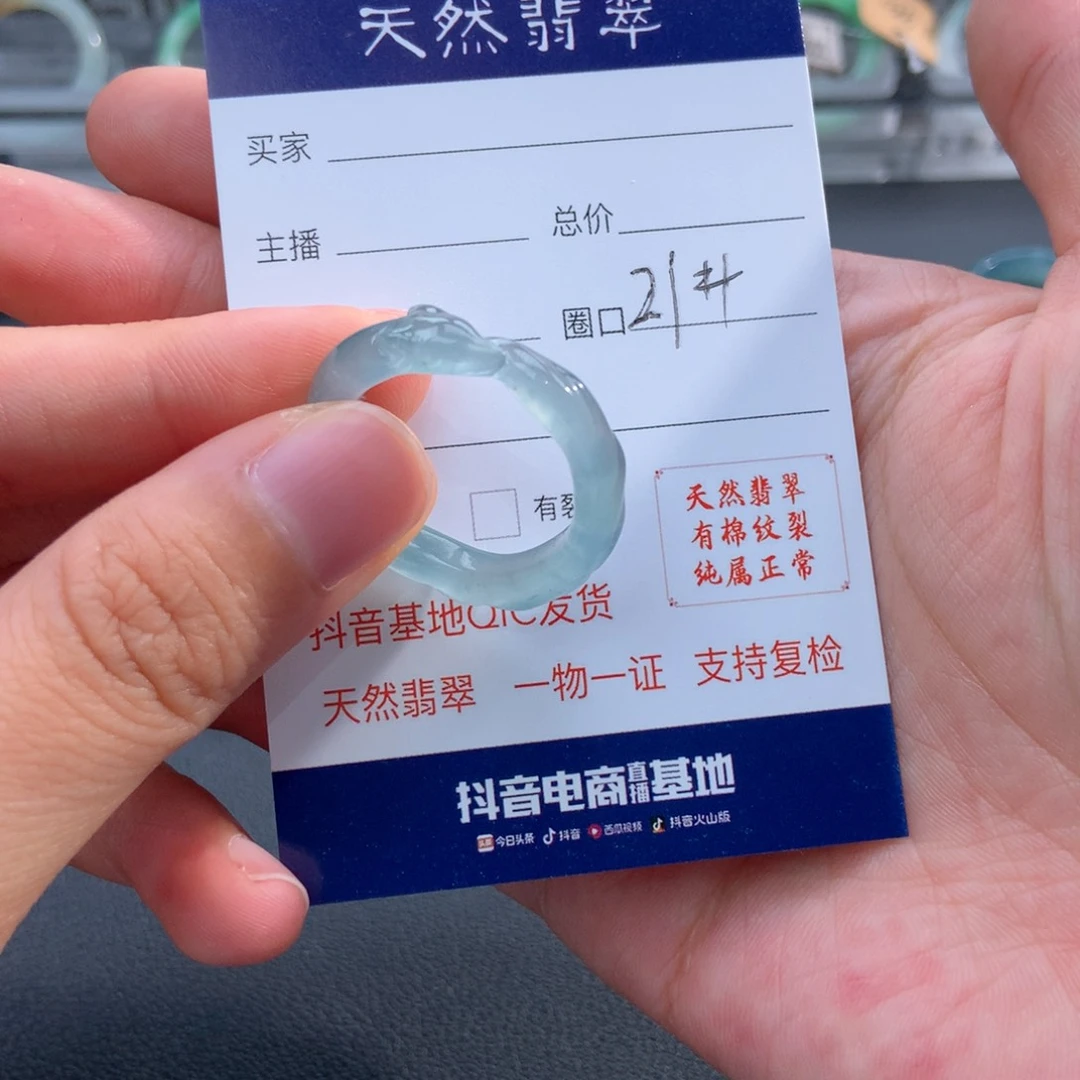 天然翡翠
买家
主播 总价
圈口 21#
有裂
天然翡翠
有棉纹裂
纯属正常
抖音基地QIC发货
天然翡翠 一物一证 支持复检
抖音电商直播基地
今日头条 抖音 西瓜视频 抖音火山版